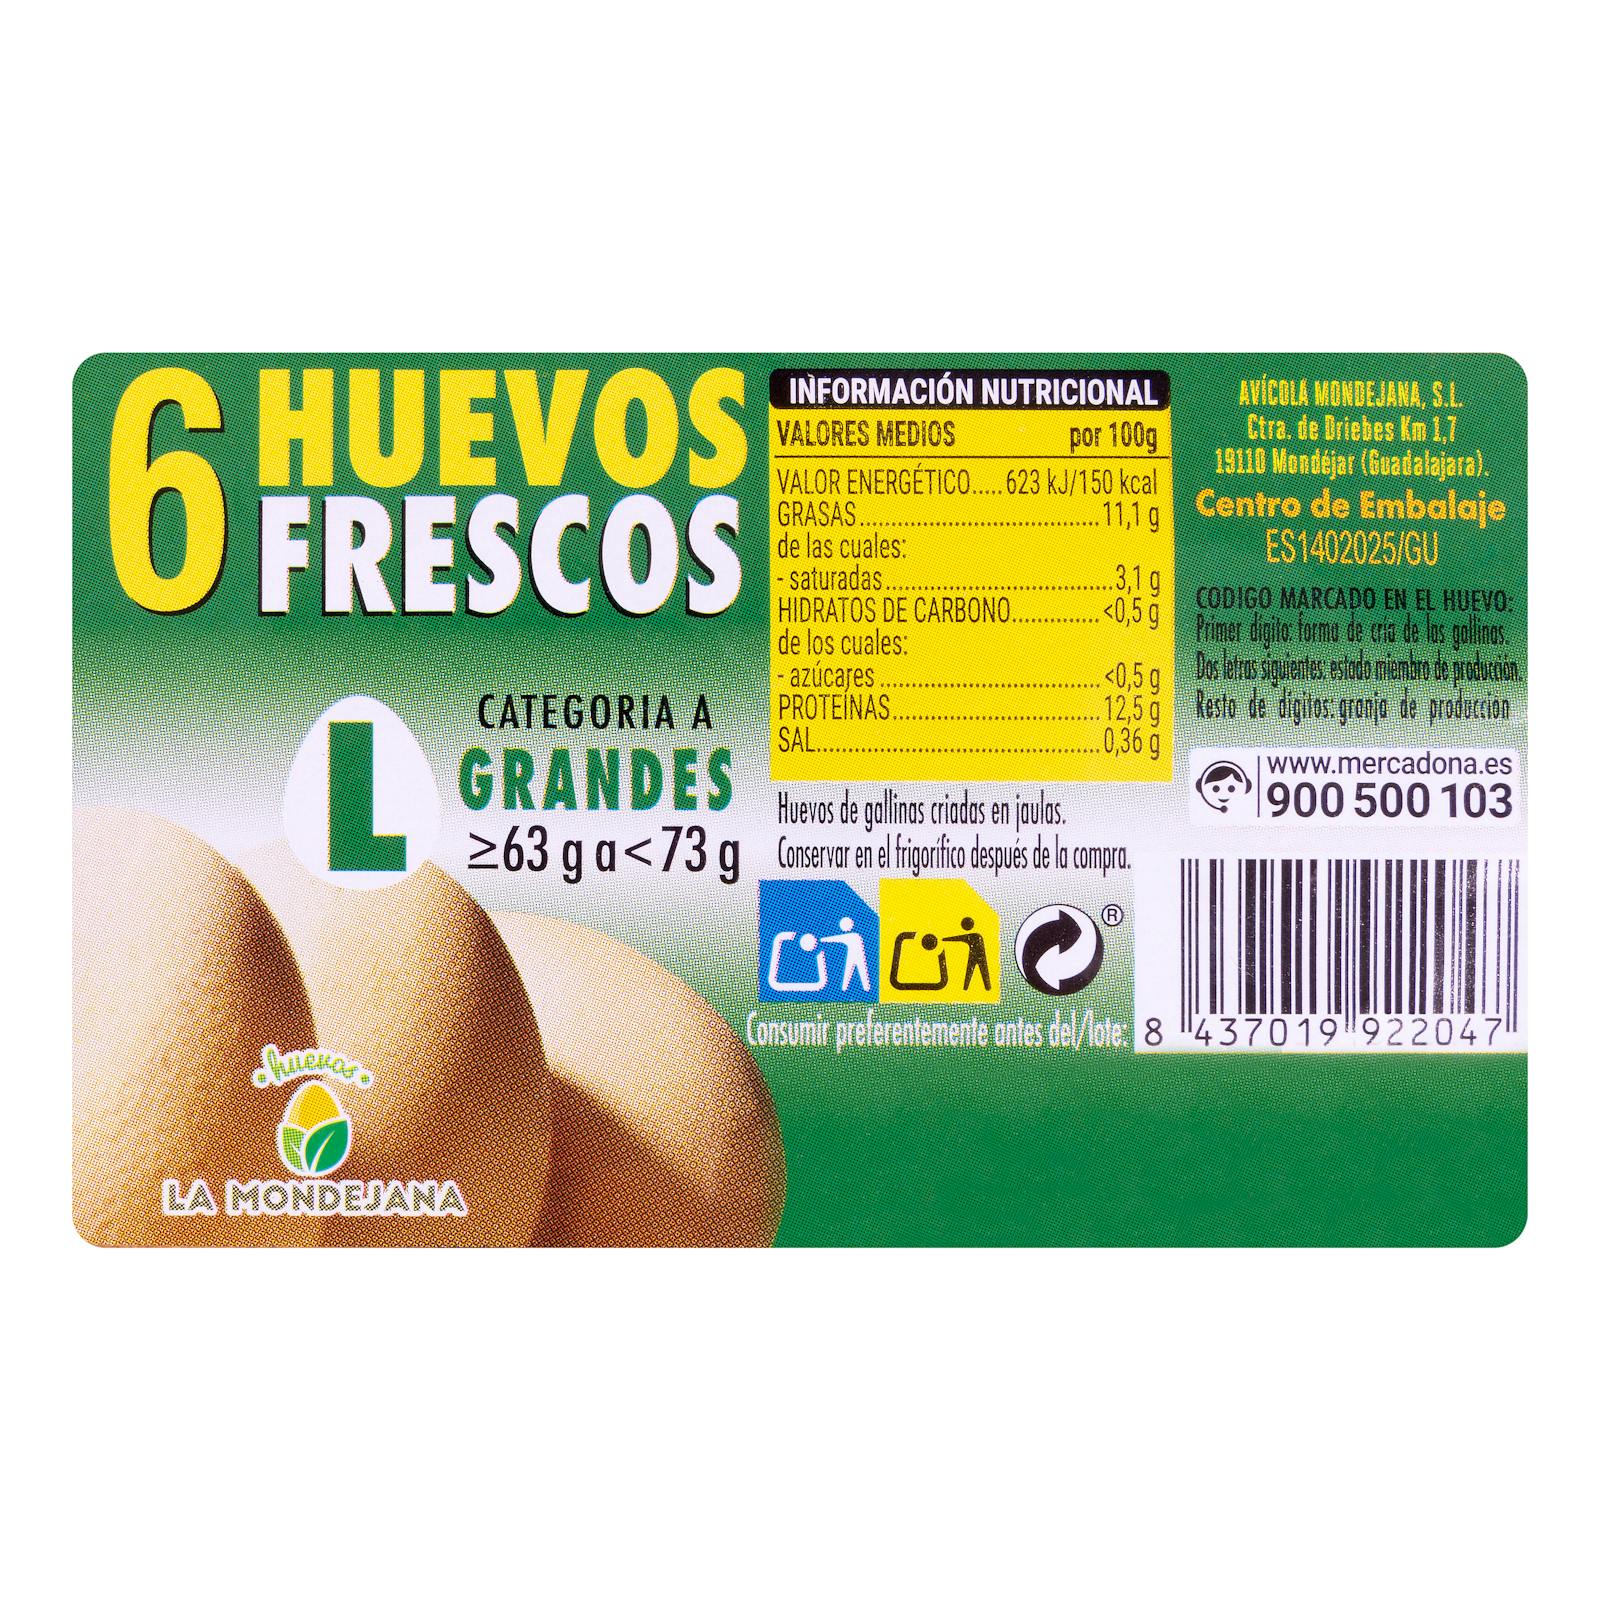 6 HUEVOS
FRESCOS
L
CATEGORIA A
GRANDES
≥63 g a <73 g
huevos
LA MONDEJANA
INFORMACIÓN NUTRICIONAL
VALORES MEDIOS por 100g
VALOR ENERGÉTICO..... 623 kJ/150 kcal
GRASAS.................................. 11,1 g
de las cuales:
- saturadas................................ 3,1 g
HIDRATOS DE CARBONO............. <0,5 g
de los cuales:
- azúcares ................................ <0,5 g
PROTEÍNAS............................... 12,5 g
SAL.......................................... 0,36 g
Huevos de gallinas criadas en jaulas.
Conservar en el frigorífico después de la compra.
®
Consumir preferentemente antes del/lote:
AVÍCOLA MONDEJANA, S.L.
Ctra. de Driebes Km 1,7
19110 Mondéjar (Guadalajara).
Centro de Embalaje
ES1402025/GU
CODIGO MARCADO EN EL HUEVO:
Primer dígito: forma de cria de las gallinas.
Dos letras siguientes: estado miembro de producción.
Resto de dígitos: granja de producción
www.mercadona.es
900 500 103
8 437019 922047